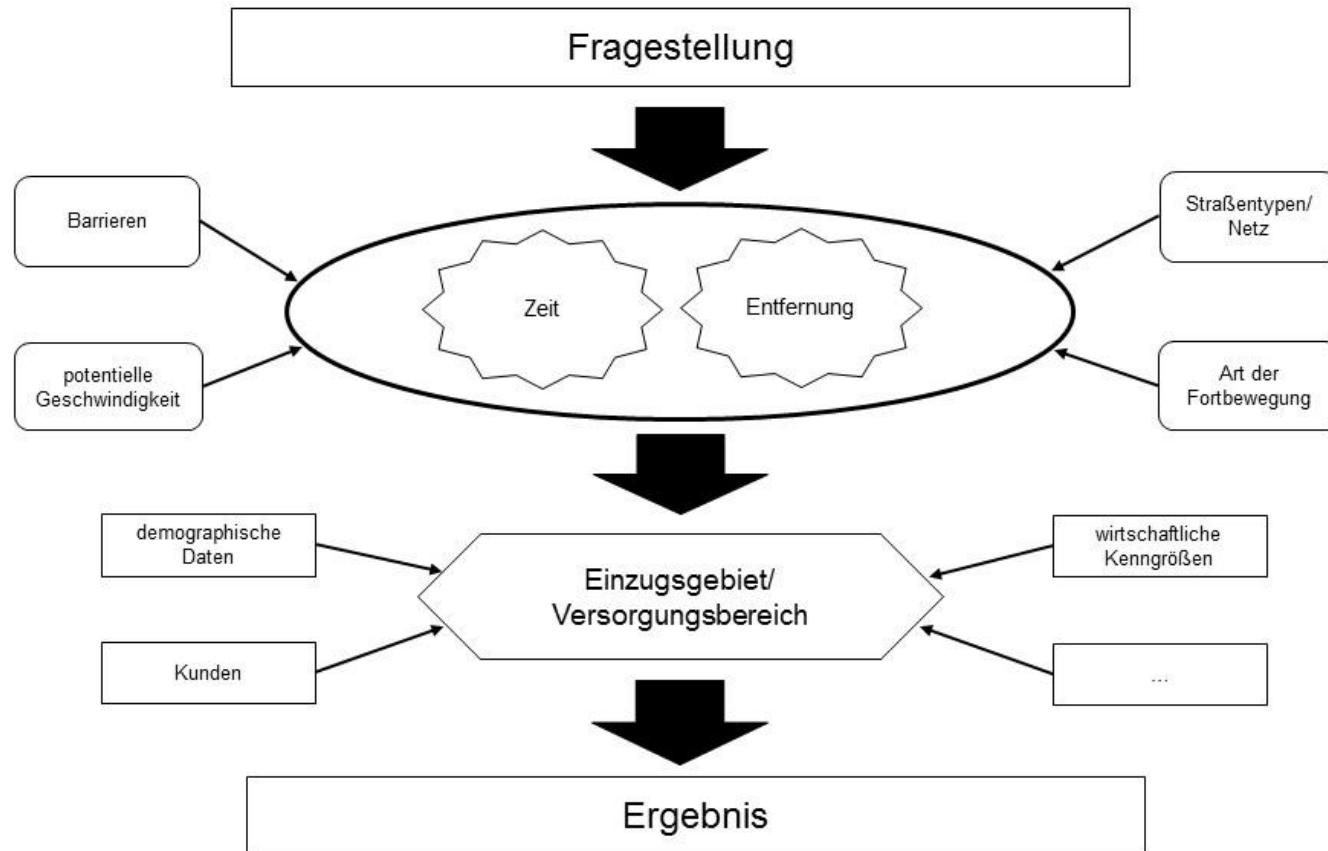 Fragestellung
Barrieren
Straßentypen/
Netz
Zeit
Entfernung
potentielle
Geschwindigkeit
Art der
Fortbewegung
demographische
Daten
wirtschaftliche
Kenngrößen
Einzugsgebiet/
Versorgungsbereich
Kunden
...
Ergebnis